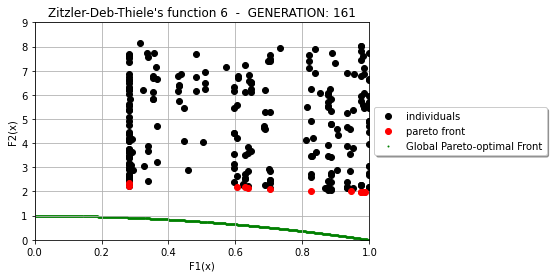 Zitzler-Deb-Thiele's function 6 - GENERATION: 161
9
8
7
6
5
4
3
2
1
0
F2(x)
0.0 0.2 0.4 0.6 0.8 1.0
F1(x)
individuals
pareto front
Global Pareto-optimal Front